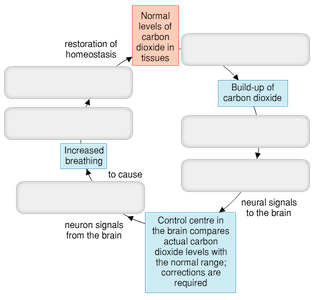 Normal
levels of
carbon
dioxide in
tissues
restoration of
homeostasis
Build-up of
carbon dioxide
Increased
breathing
to cause
neural signals
to the brain
neuron signals
from the brain
Control centre in
the brain compares
actual carbon
dioxide levels with
the normal range;
corrections are
required